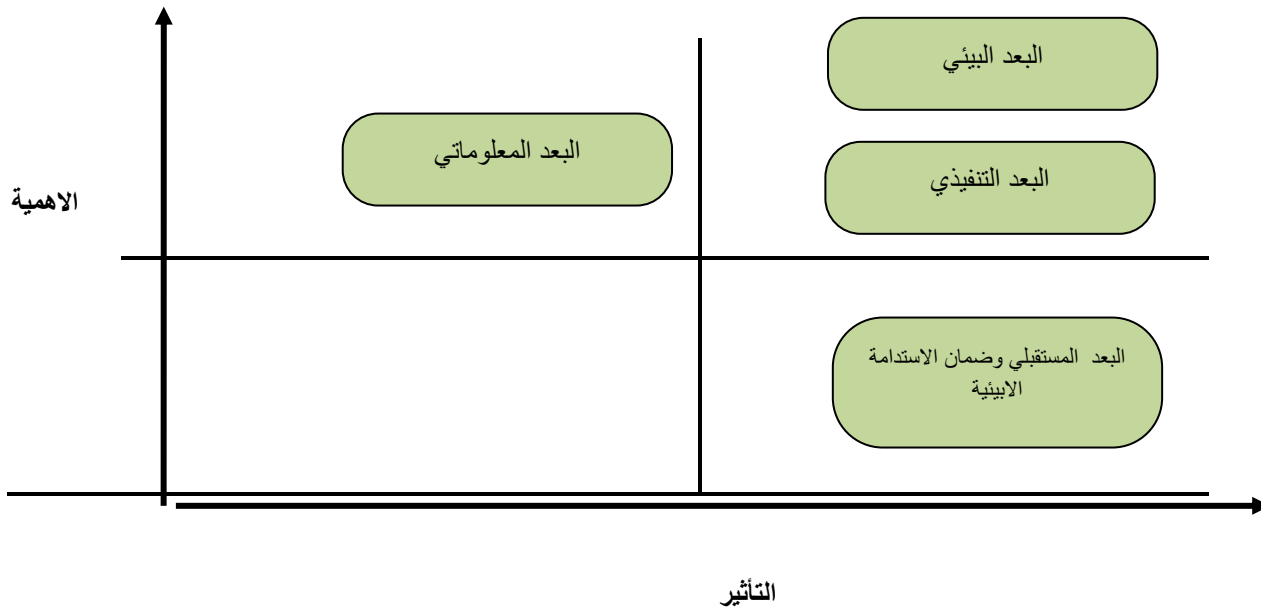 البعد البيئي
البعد المعلوماتي
البعد التنفيذي
الاهمية
البعد المستقبلي وضمان الاستدامة
الابيئية
التأثير